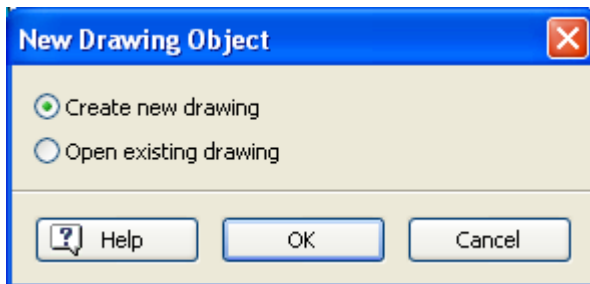 New Drawing Object
Create new drawing
Open existing drawing
Help OK Cancel